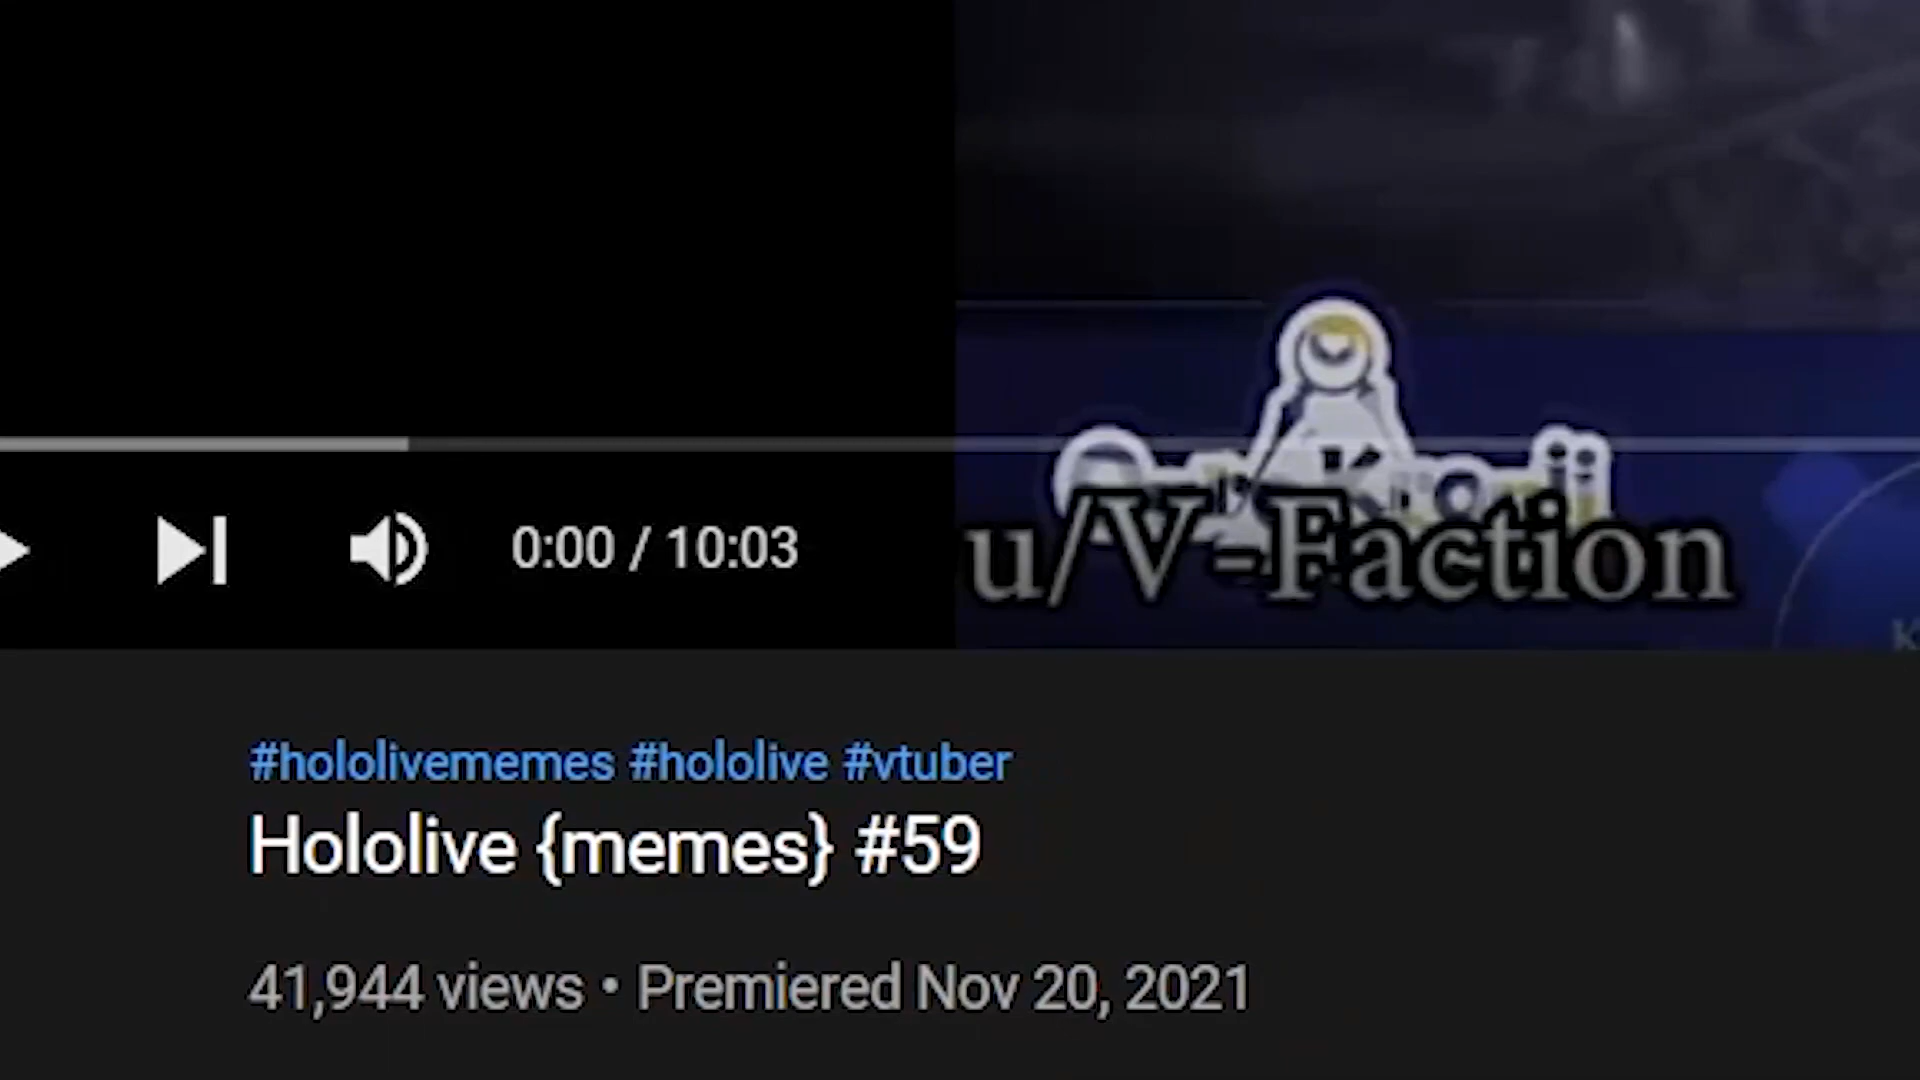 0:00 / 10:03
u/V-Faction
K
#hololivememes #hololive #vtuber
Hololive {memes} #59
41,944 views • Premiered Nov 20, 2021